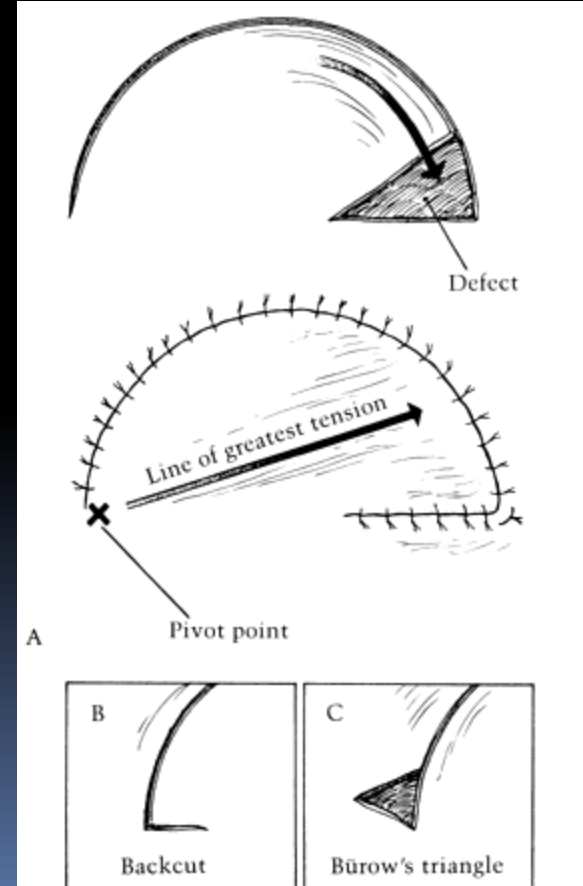 Defect
Line of greatest tension
Pivot point
A
B
C
Backcut
Bürow's triangle